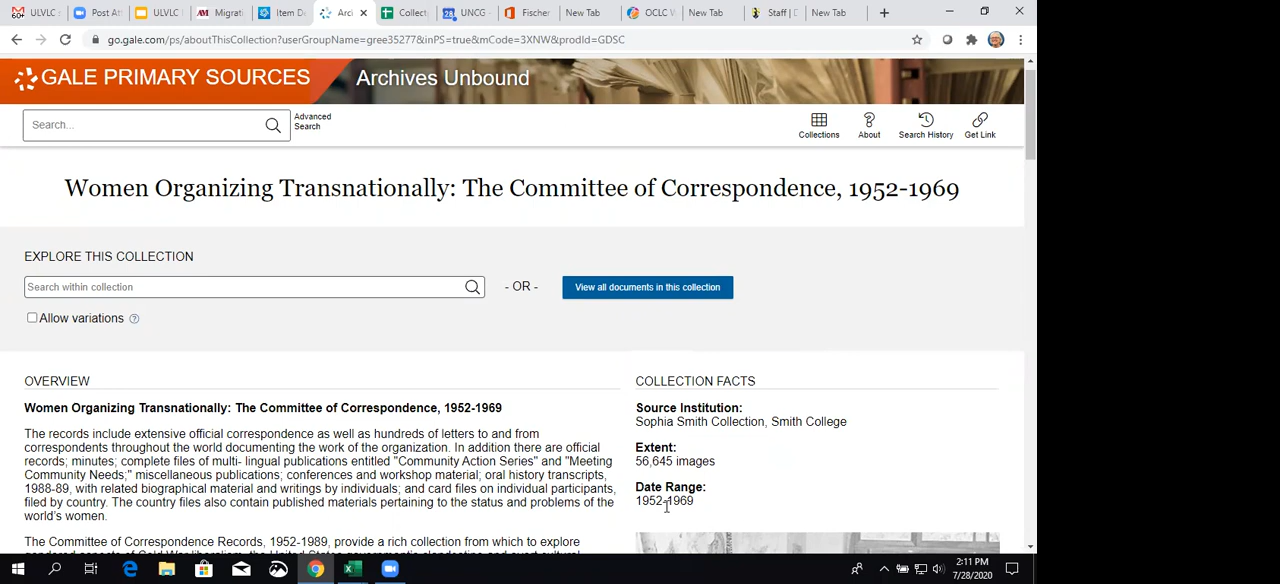 ULVLC s
Post At
ULVLC
Migrati
Item D
Arc
Collect
UNCG
Fischer
New Tab
OCLC
New Tab
Staff | D
New Tab
go.gale.com/ps/aboutThisCollection?userGroupName=gree35277&inPS=true&mCode=3XNW&prodId=GDSC
GALE PRIMARY SOURCES
Archives Unbound
Search...
Advanced
Search
Collections
About
Search History
Get Link
Women Organizing Transnationally: The Committee of Correspondence, 1952-1969
EXPLORE THIS COLLECTION
Search within collection
- OR -
View all documents in this collection
Allow variations
OVERVIEW
Women Organizing Transnationally: The Committee of Correspondence, 1952-1969
The records include extensive official correspondence as well as hundreds of letters to and from
correspondents throughout the world documenting the work of the organization. In addition there are official
records; minutes; complete files of multi- lingual publications entitled "Community Action Series" and "Meeting
Community Needs;" miscellaneous publications; conferences and workshop material; oral history transcripts,
1988-89, with related biographical material and writings by individuals; and card files on individual participants,
filed by country. The country files also contain published materials pertaining to the status and problems of the
world's women.
The Committee of Correspondence Records, 1952-1989, provide a rich collection from which to explore
COLLECTION FACTS
Source Institution:
Sophia Smith Collection, Smith College
Extent:
56,645 images
Date Range:
1952-1969
2:11 PM
7/28/2020